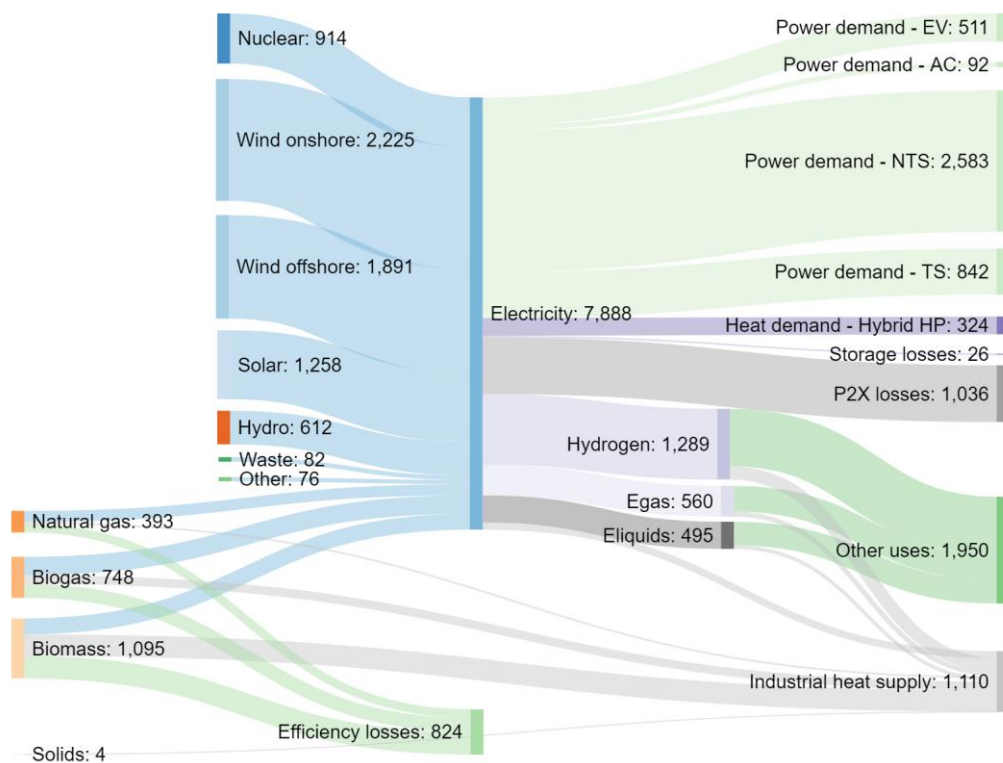 Nuclear: 914
Wind onshore: 2,225
Wind offshore: 1,891
Solar: 1,258
Hydro: 612
Waste: 82
Other: 76
Natural gas: 393
Biogas: 748
Biomass: 1,095
Solids: 4
Efficiency losses: 824
Electricity: 7,888
Hydrogen: 1,289
Egas: 560
Eliquids: 495
Power demand - EV: 511
Power demand - AC: 92
Power demand - NTS: 2,583
Power demand - TS: 842
Heat demand - Hybrid HP: 324
Storage losses: 26
P2X losses: 1,036
Other uses: 1,950
Industrial heat supply: 1,110